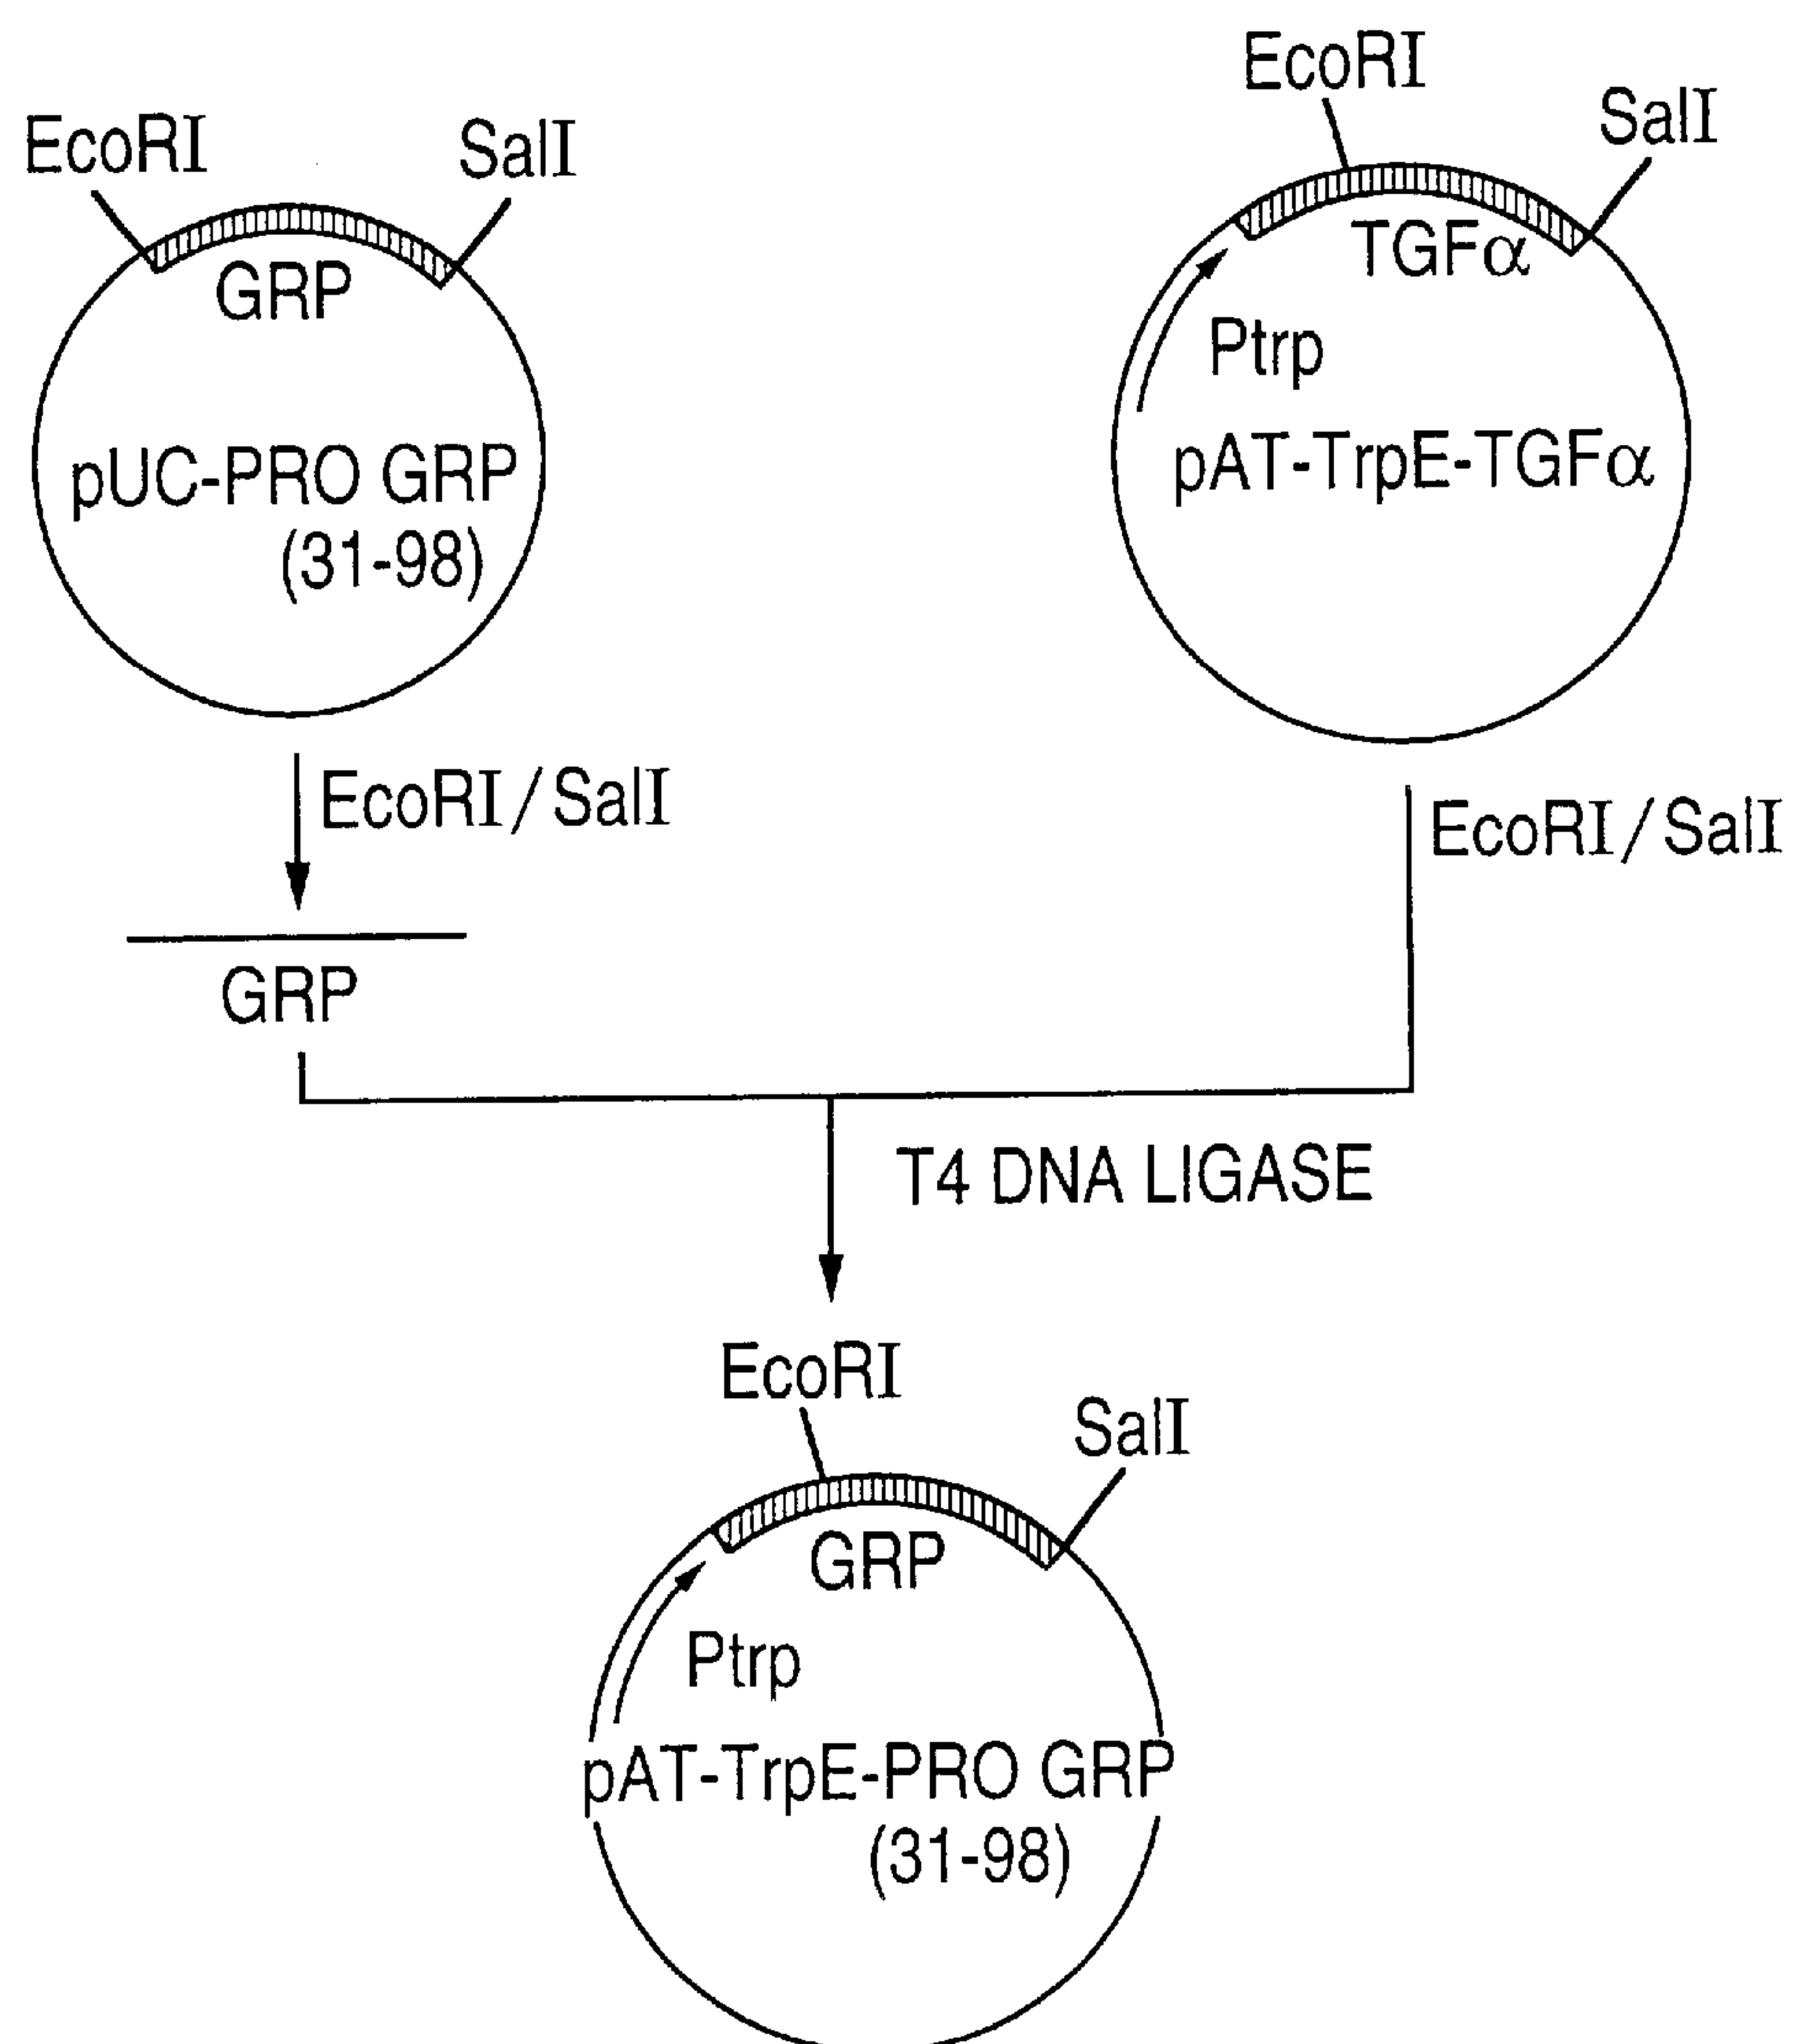 EcoRI
SalI
GRP
pUC-PRO GRP
(31-98)
EcoRI
SalI
TGFα
Ptrp
pAT-TrpE-TGFα
EcoRI/SalI
EcoRI/SalI
GRP
T4 DNA LIGASE
EcoRI
SalI
GRP
Ptrp
pAT-TrpE-PRO GRP
(31-98)